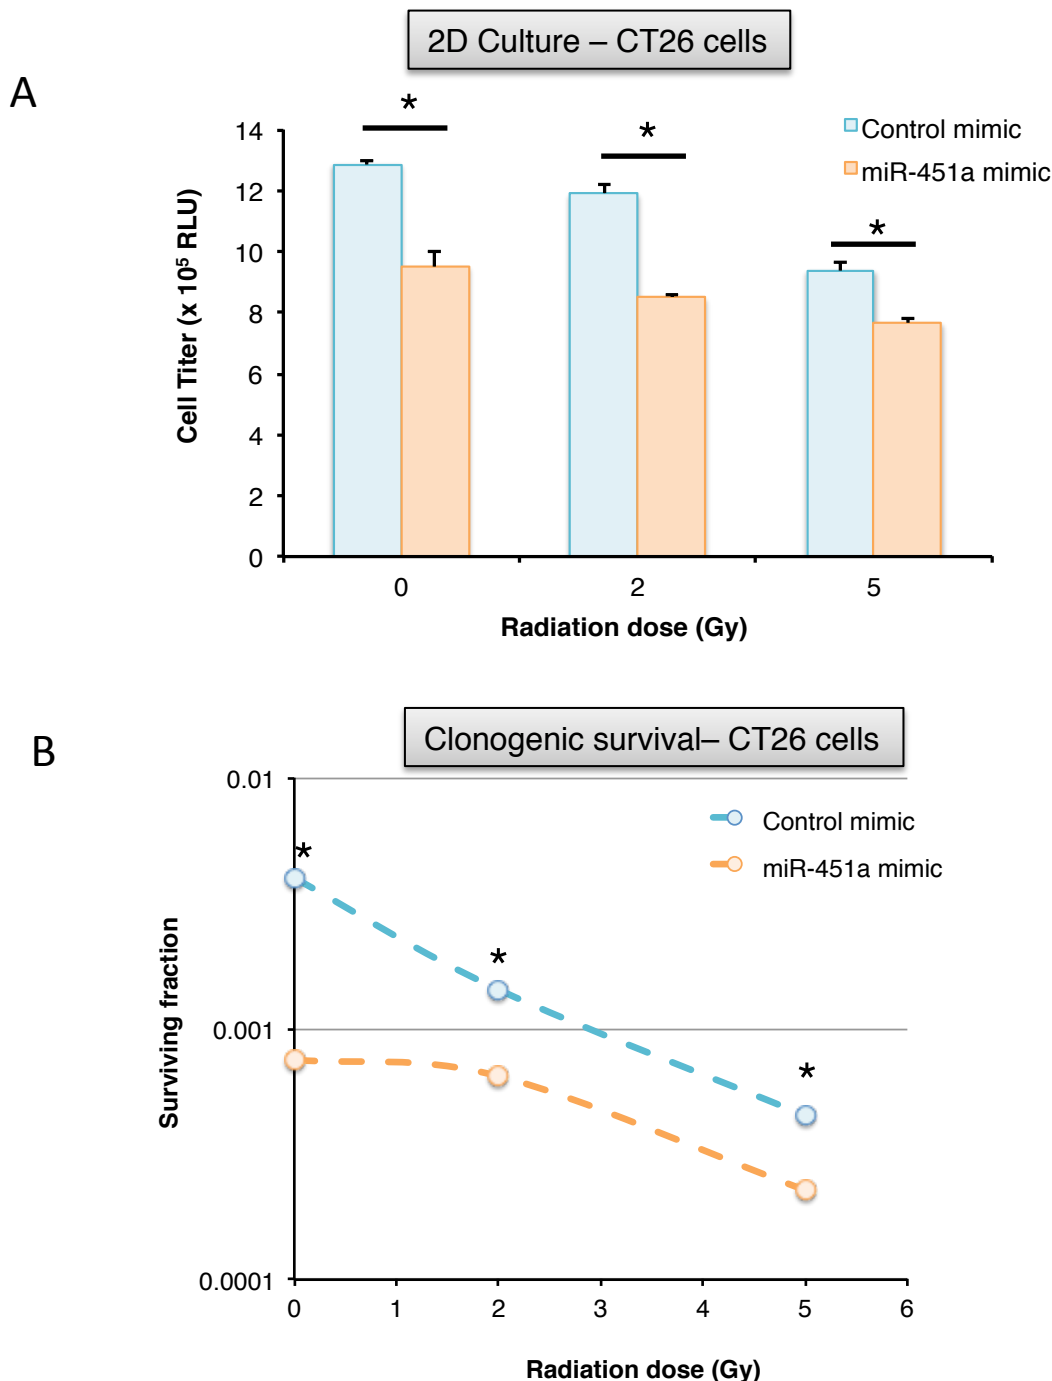 2D Culture – CT26 cells
A
*
*
*
Control mimic
miR-451a mimic
14
12
10
8
6
4
2
0
Cell Titer (x 10⁵ RLU)
0 2 5
Radiation dose (Gy)
Clonogenic survival– CT26 cells
B
0.01
0.001
0.0001
Control mimic
miR-451a mimic
*
*
*
Surviving fraction
0 1 2 3 4 5 6
Radiation dose (Gy)